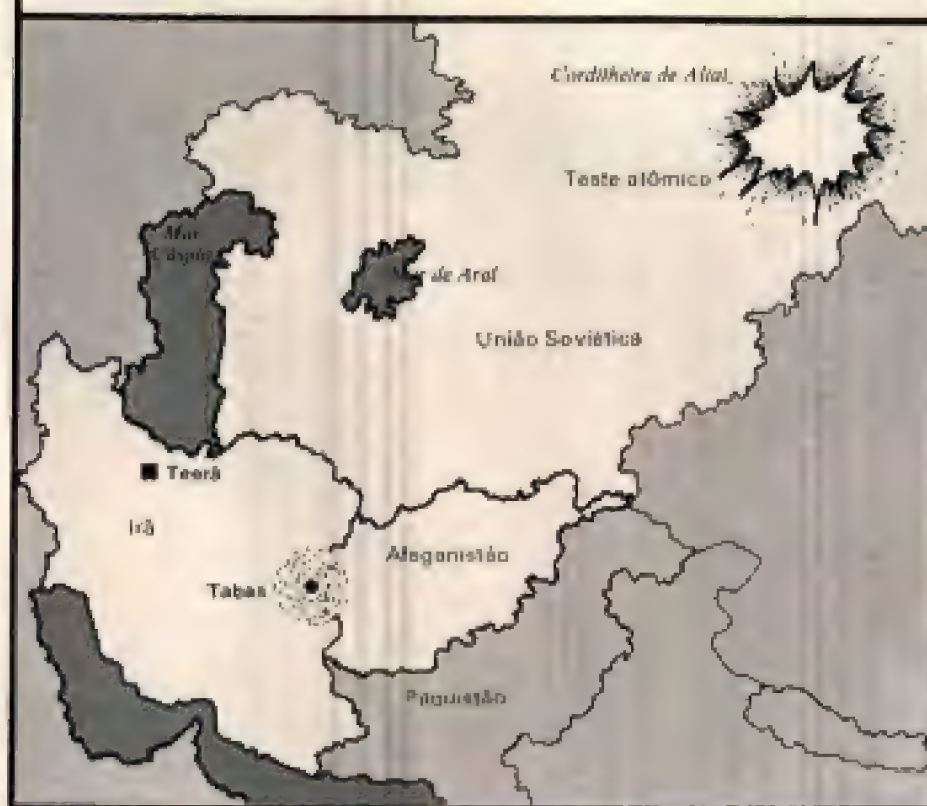 Cordilheira de Altai
Teste atômico
Mar
Cáspio
Mar de Aral
União Soviética
Teerã
Irã
Afeganistão
Tabas
Paquistão